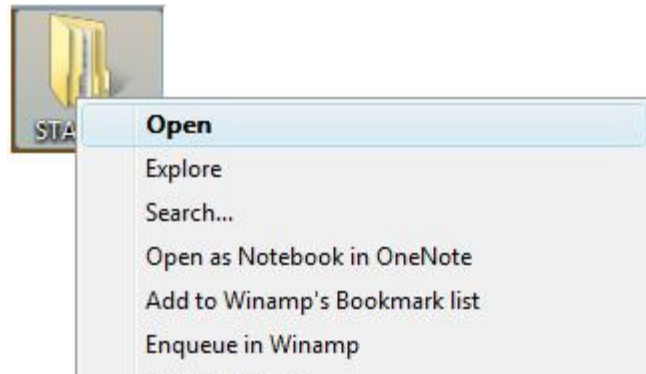 STA
Open
Explore
Search...
Open as Notebook in OneNote
Add to Winamp's Bookmark list
Enqueue in Winamp